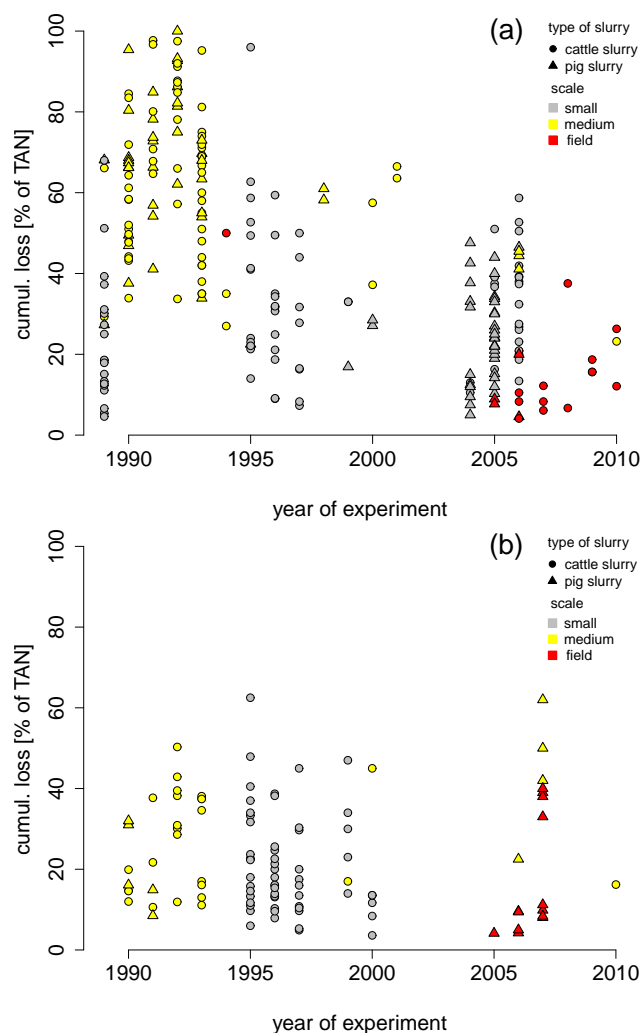 (a)
type of slurry
cattle slurry
pig slurry
scale
small
medium
field
cumul. loss [% of TAN]
100
80
60
40
20
0
1990 1995 2000 2005 2010
year of experiment
(b)
type of slurry
cattle slurry
pig slurry
scale
small
medium
field
cumul. loss [% of TAN]
100
80
60
40
20
0
1990 1995 2000 2005 2010
year of experiment